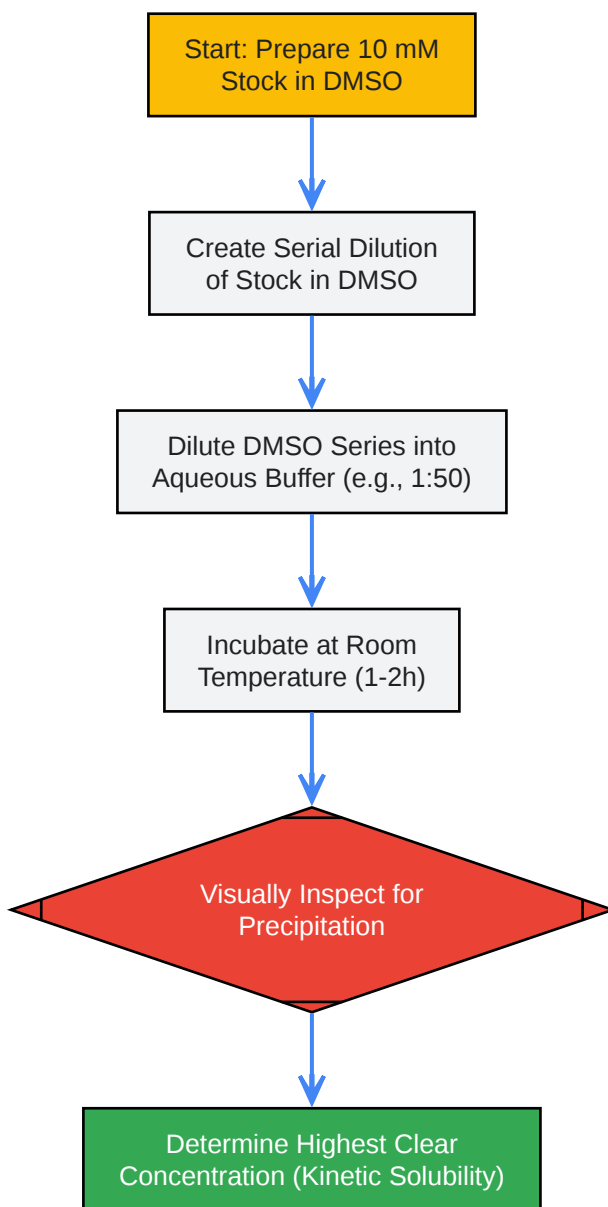 Start: Prepare 10 mM
Stock in DMSO
Create Serial Dilution
of Stock in DMSO
Dilute DMSO Series into
Aqueous Buffer (e.g., 1:50)
Incubate at Room
Temperature (1-2h)
Visually Inspect for
Precipitation
Determine Highest Clear
Concentration (Kinetic Solubility)